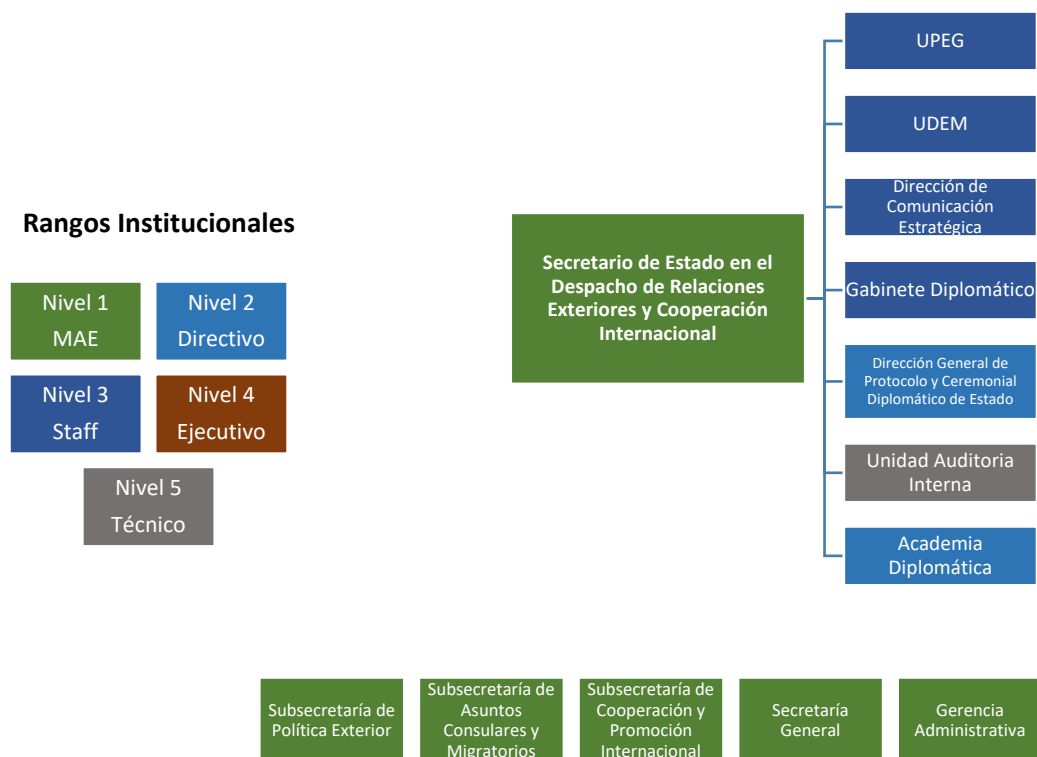 Rangos Institucionales
Nivel 1
MAE
Nivel 2
Directivo
Nivel 3
Staff
Nivel 4
Ejecutivo
Nivel 5
Técnico
Secretario de Estado en el
Despacho de Relaciones
Exteriores y Cooperación
Internacional
UPEG
UDEM
Dirección de
Comunicación
Estratégica
Gabinete Diplomático
Dirección General de
Protocolo y Ceremonial
Diplomático de Estado
Unidad Auditoria
Interna
Academia
Diplomática
Subsecretaría de
Política Exterior
Subsecretaría de
Asuntos
Consulares y
Migratorios
Subsecretaría de
Cooperación y
Promoción
Internacional
Secretaría
General
Gerencia
Administrativa